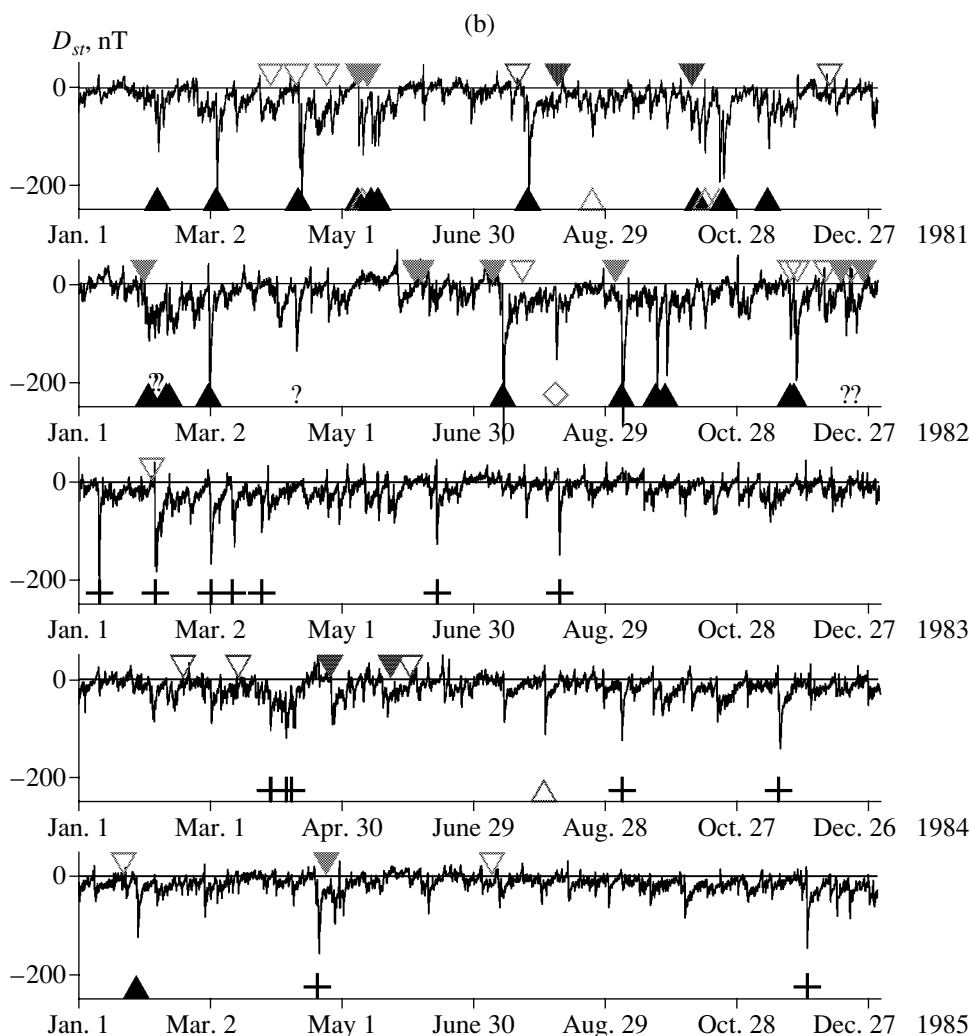 (b)
Dst, nT
0
−200
Jan. 1 Mar. 2 May 1 June 30 Aug. 29 Oct. 28 Dec. 27 1981
0
−200
?? ? ??
Jan. 1 Mar. 2 May 1 June 30 Aug. 29 Oct. 28 Dec. 27 1982
0
−200
Jan. 1 Mar. 2 May 1 June 30 Aug. 29 Oct. 28 Dec. 27 1983
0
−200
Jan. 1 Mar. 1 Apr. 30 June 29 Aug. 28 Oct. 27 Dec. 26 1984
0
−200
Jan. 1 Mar. 2 May 1 June 30 Aug. 29 Oct. 28 Dec. 27 1985